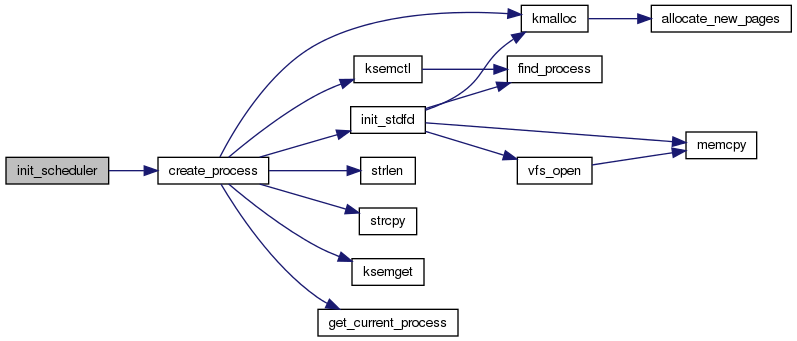 kmalloc
allocate_new_pages
ksemctl
find_process
init_stdfd
memcpy
init_scheduler
create_process
strlen
vfs_open
strcpy
ksemget
get_current_process